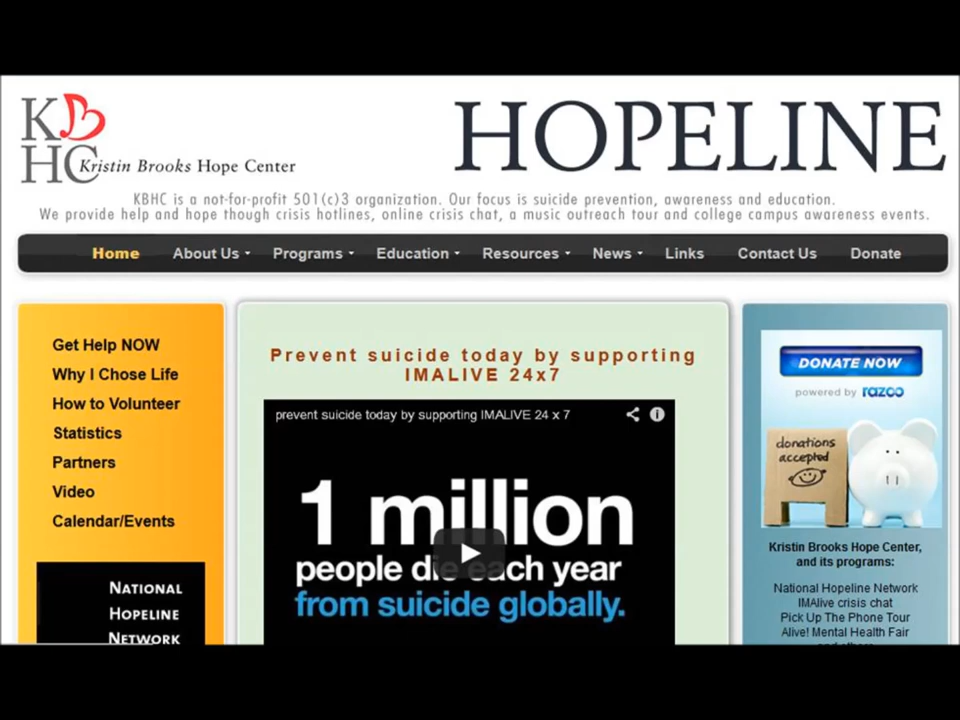 KB
HC Kristin Brooks Hope Center
HOPELINE
KBHC is a not-for-profit 501(c)3 organization. Our focus is suicide prevention, awareness and education.
We provide help and hope though crisis hotlines, online crisis chat, a music outreach tour and college campus awareness events.
Home About Us Programs Education Resources News Links Contact Us Donate
Get Help NOW
Why I Chose Life
How to Volunteer
Statistics
Partners
Video
Calendar/Events
NATIONAL
HOPELINE
NETWORK
Prevent suicide today by supporting
IMALIVE 24x7
prevent suicide today by supporting IMALIVE 24 x 7
1 million
people die each year
from suicide globally.
DONATE NOW
powered by razoo
donations
accepted
Kristin Brooks Hope Center,
and its programs:
National Hopeline Network
IMAlive crisis chat
Pick Up The Phone Tour
Alive! Mental Health Fair